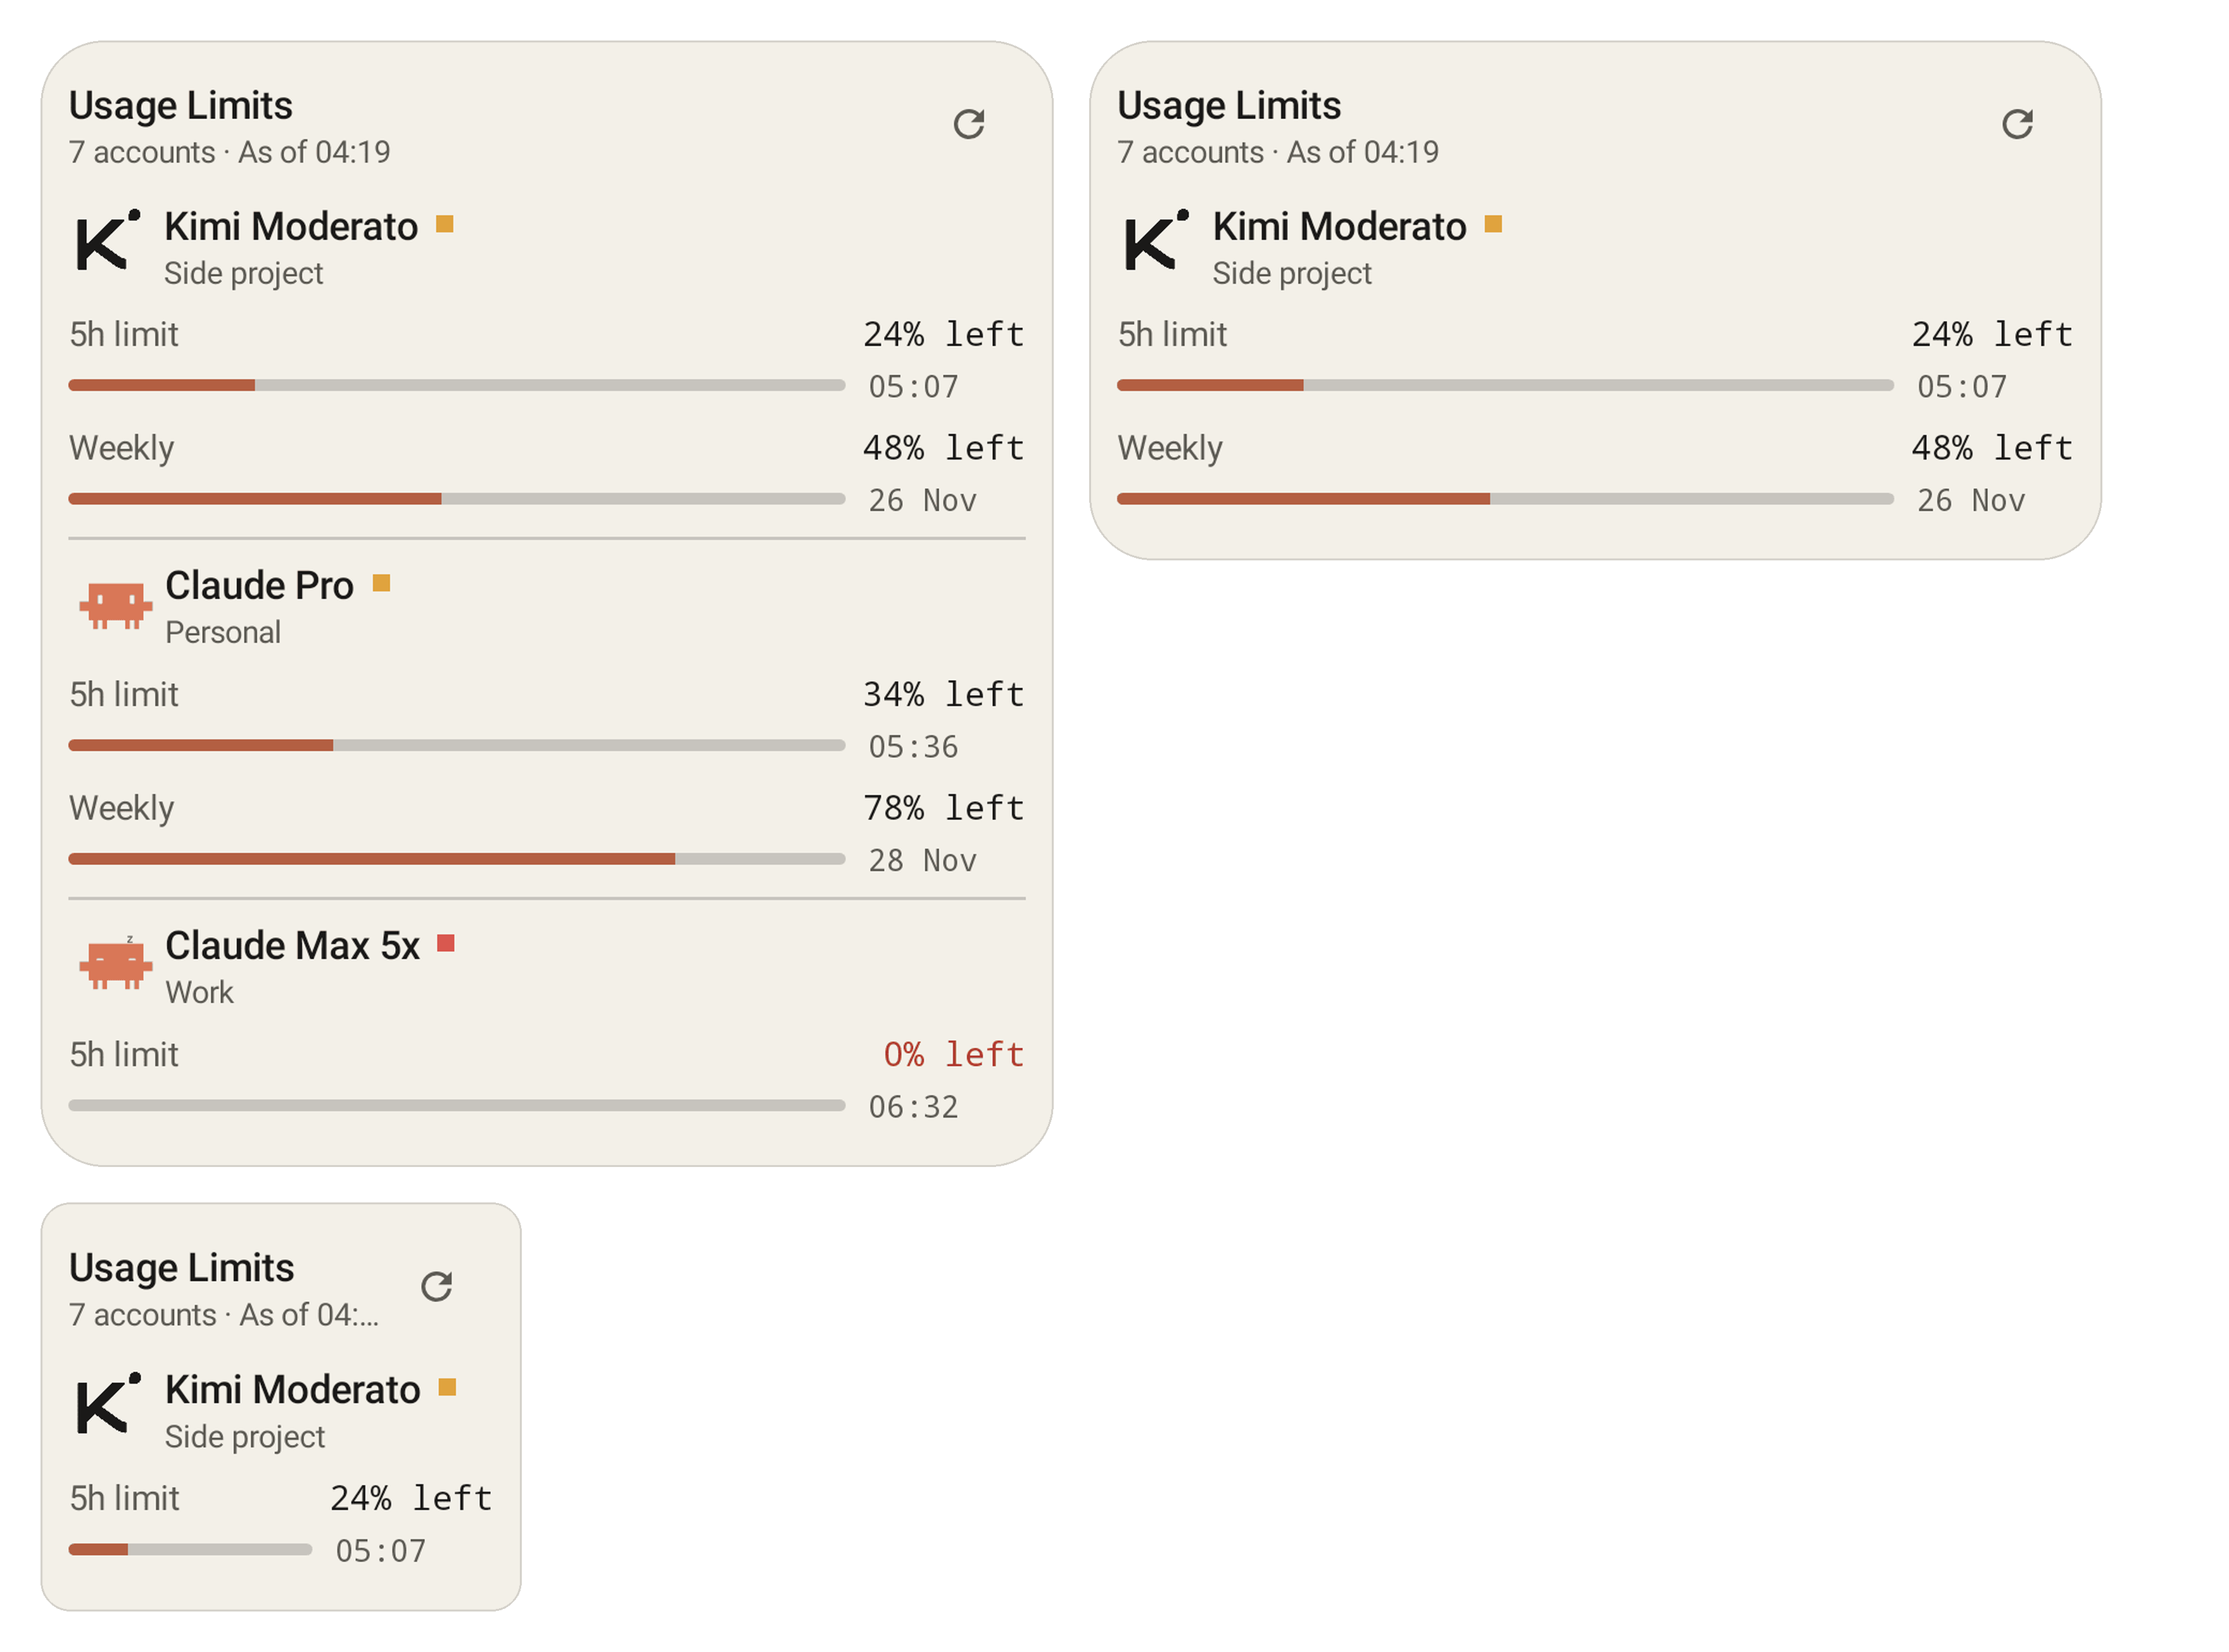 Usage Limits
7 accounts · As of 04:19
Kimi Moderato
Side project
5h limit 24% left
05:07
Weekly 48% left
26 Nov
Claude Pro
Personal
5h limit 34% left
05:36
Weekly 78% left
28 Nov
z
Claude Max 5x
Work
5h limit 0% left
06:32
Usage Limits
7 accounts · As of 04:19
Kimi Moderato
Side project
5h limit 24% left
05:07
Weekly 48% left
26 Nov
Usage Limits
7 accounts · As of 04:...
Kimi Moderato
Side project
5h limit 24% left
05:07